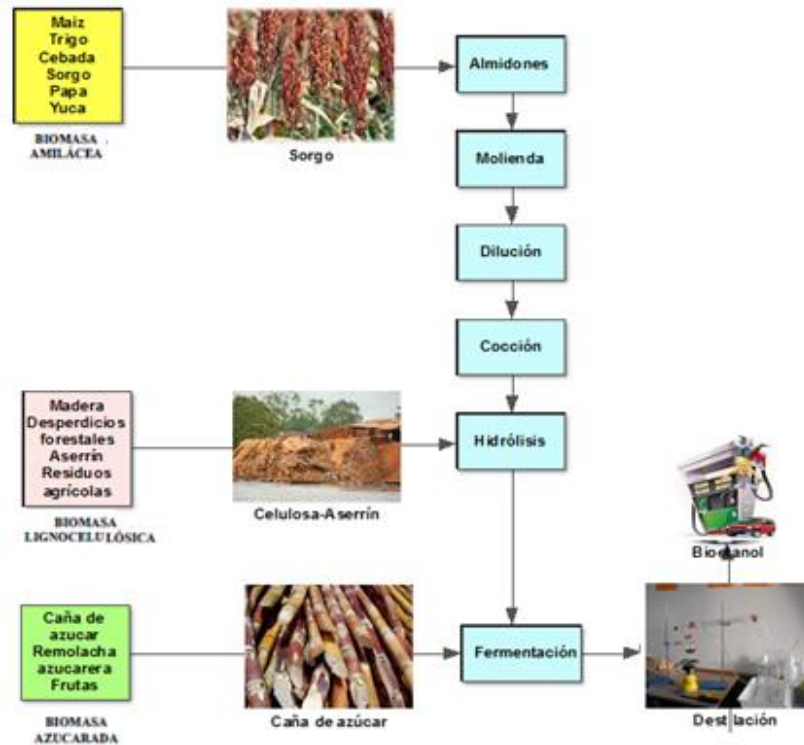 Maiz
Trigo
Cebada
Sorgo
Papa
Yuca
BIOMASA
AMILÁCEA
Sorgo
Almidones
Molienda
Dilución
Cocción
Madera
Desperdicios
forestales
Aserrín
Residuos
agrícolas
BIOMASA
LIGNOCELULÓSICA
Celulosa-Aserrín
Hidrólisis
Bioetanol
Caña de
azucar
Remolacha
azucarera
Frutas
BIOMASA
AZUCARADA
Caña de azúcar
Fermentación
Destilación